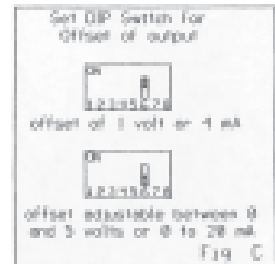 Set DIP Switch for
Offset of output
ON
12345678
offset of 1 volt or 4 mA
ON
12345678
offset adjustable between 0
and 5 volts or 0 to 20 mA
Fig C